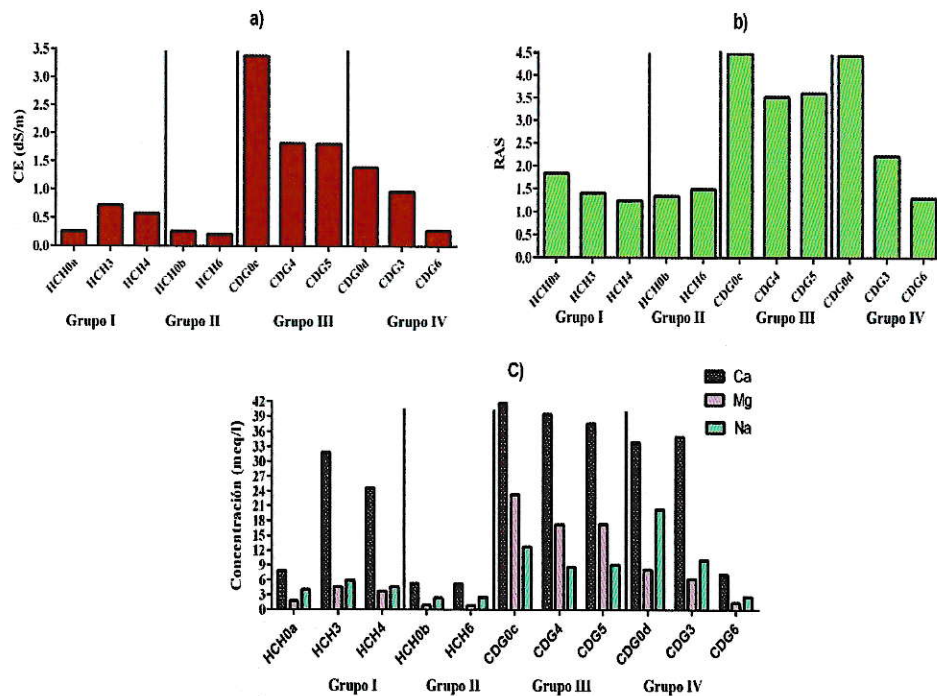 a)
CE (dS/m)
3.5
3.0
2.5
2.0
1.5
1.0
0.5
0.0
HCH0a
HCH3
HCH4
HCH0b
HCH6
CDG0c
CDG4
CDG5
CDG0d
CDG3
CDG6
Grupo I
Grupo II
Grupo III
Grupo IV
b)
RAS
4.5
4.0
3.5
3.0
2.5
2.0
1.5
1.0
0.5
0.0
HCH0a
HCH3
HCH4
HCH0b
HCH6
CDG0c
CDG4
CDG5
CDG0d
CDG3
CDG6
Grupo I
Grupo II
Grupo III
Grupo IV
C)
Ca
Mg
Na
Concentración (meq/l)
42
39
36
33
30
27
24
21
18
15
12
9
6
3
0
HCH0a
HCH3
HCH4
HCH0b
HCH6
CDG0c
CDG4
CDG5
CDG0d
CDG3
CDG6
Grupo I
Grupo II
Grupo III
Grupo IV